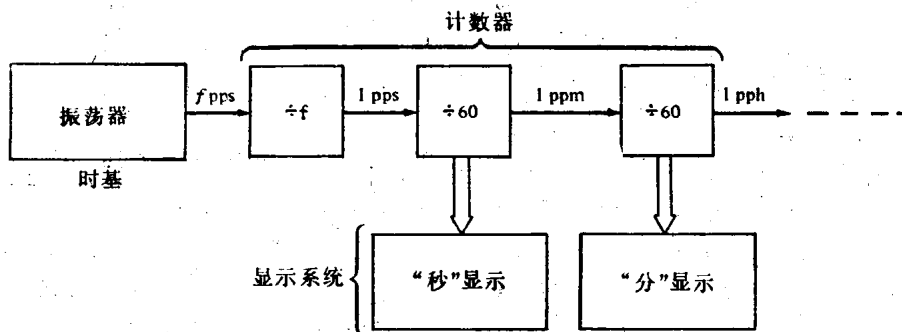 计数器
振荡器
f pps
÷f
1 pps
÷60
1 ppm
÷60
1 pph
时基
显示系统
“秒”显示
“分”显示